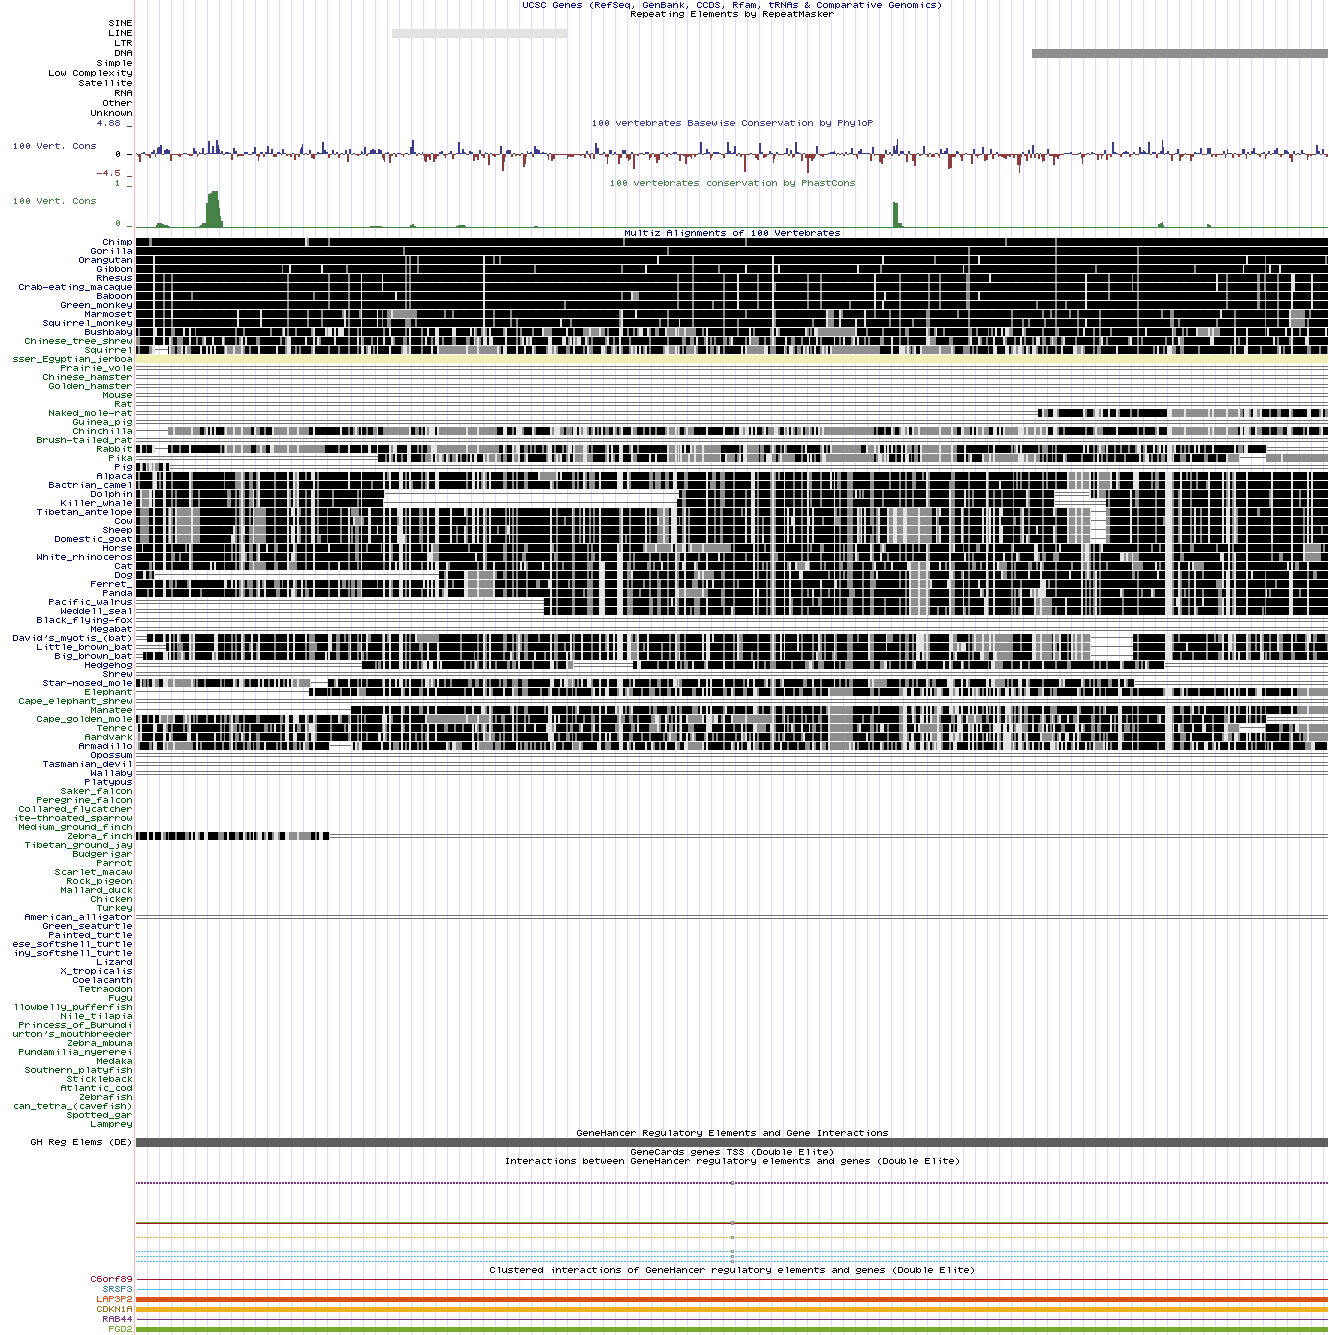 UCSC Genes (RefSeq, GenBank, CCDS, Rfam, tRNAs & Comparative Genomics)
Repeating Elements by RepeatMasker
SINE
LINE
LTR
DNA
Simple
Low Complexity
Satellite
RNA
Other
Unknown
4.88 _
100 vertebrates Basewise Conservation by PhyloP
100 Vert. Cons
0 -
-4.5 _
100 vertebrates conservation by PhastCons
1 _
100 Vert. Cons
0 _
Multiz Alignments of 100 Vertebrates
Chimp
Gorilla
Orangutan
Gibbon
Rhesus
Crab-eating_macaque
Baboon
Green_monkey
Marmoset
Squirrel_monkey
Bushbaby
Chinese_tree_shrew
Squirrel
sser_Egyptian_jerboa
Prairie_vole
Chinese_hamster
Golden_hamster
Mouse
Rat
Naked_mole-rat
Guinea_pig
Chinchilla
Brush-tailed_rat
Rabbit
Pika
Pig
Alpaca
Bactrian_camel
Dolphin
Killer_whale
Tibetan_antelope
Cow
Sheep
Domestic_goat
Horse
White_rhinoceros
Cat
Dog
Ferret_
Panda
Pacific_walrus
Weddell_seal
Black_flying-fox
Megabat
David's_myotis_(bat)
Little_brown_bat
Big_brown_bat
Hedgehog
Shrew
Star-nosed_mole
Elephant
Cape_elephant_shrew
Manatee
Cape_golden_mole
Tenrec
Aardvark
Armadillo
Opossum
Tasmanian_devil
Wallaby
Platypus
Saker_falcon
Peregrine_falcon
Collared_flycatcher
ite-throated_sparrow
Medium_ground_finch
Zebra_finch
Tibetan_ground_jay
Budgerigar
Parrot
Scarlet_macaw
Rock_pigeon
Mallard_duck
Chicken
Turkey
American_alligator
Green_seaturtle
Painted_turtle
ese_softshell_turtle
iny_softshell_turtle
Lizard
X_tropicalis
Coelacanth
Tetraodon
Fugu
llowbelly_pufferfish
Nile_tilapia
Princess_of_Burundi
urton's_mouthbreeder
Zebra_mbuna
Pundamilia_nyererei
Medaka
Southern_platyfish
Stickleback
Atlantic_cod
Zebrafish
can_tetra_(cavefish)
Spotted_gar
Lamprey
GeneHancer Regulatory Elements and Gene Interactions
GH Reg Elems (DE)
GeneCards genes TSS (Double Elite)
Interactions between GeneHancer regulatory elements and genes (Double Elite)
Clustered interactions of GeneHancer regulatory elements and genes (Double Elite)
C6orf89
SRSF3
LAP3P2
CDKN1A
RAB44
FGD2